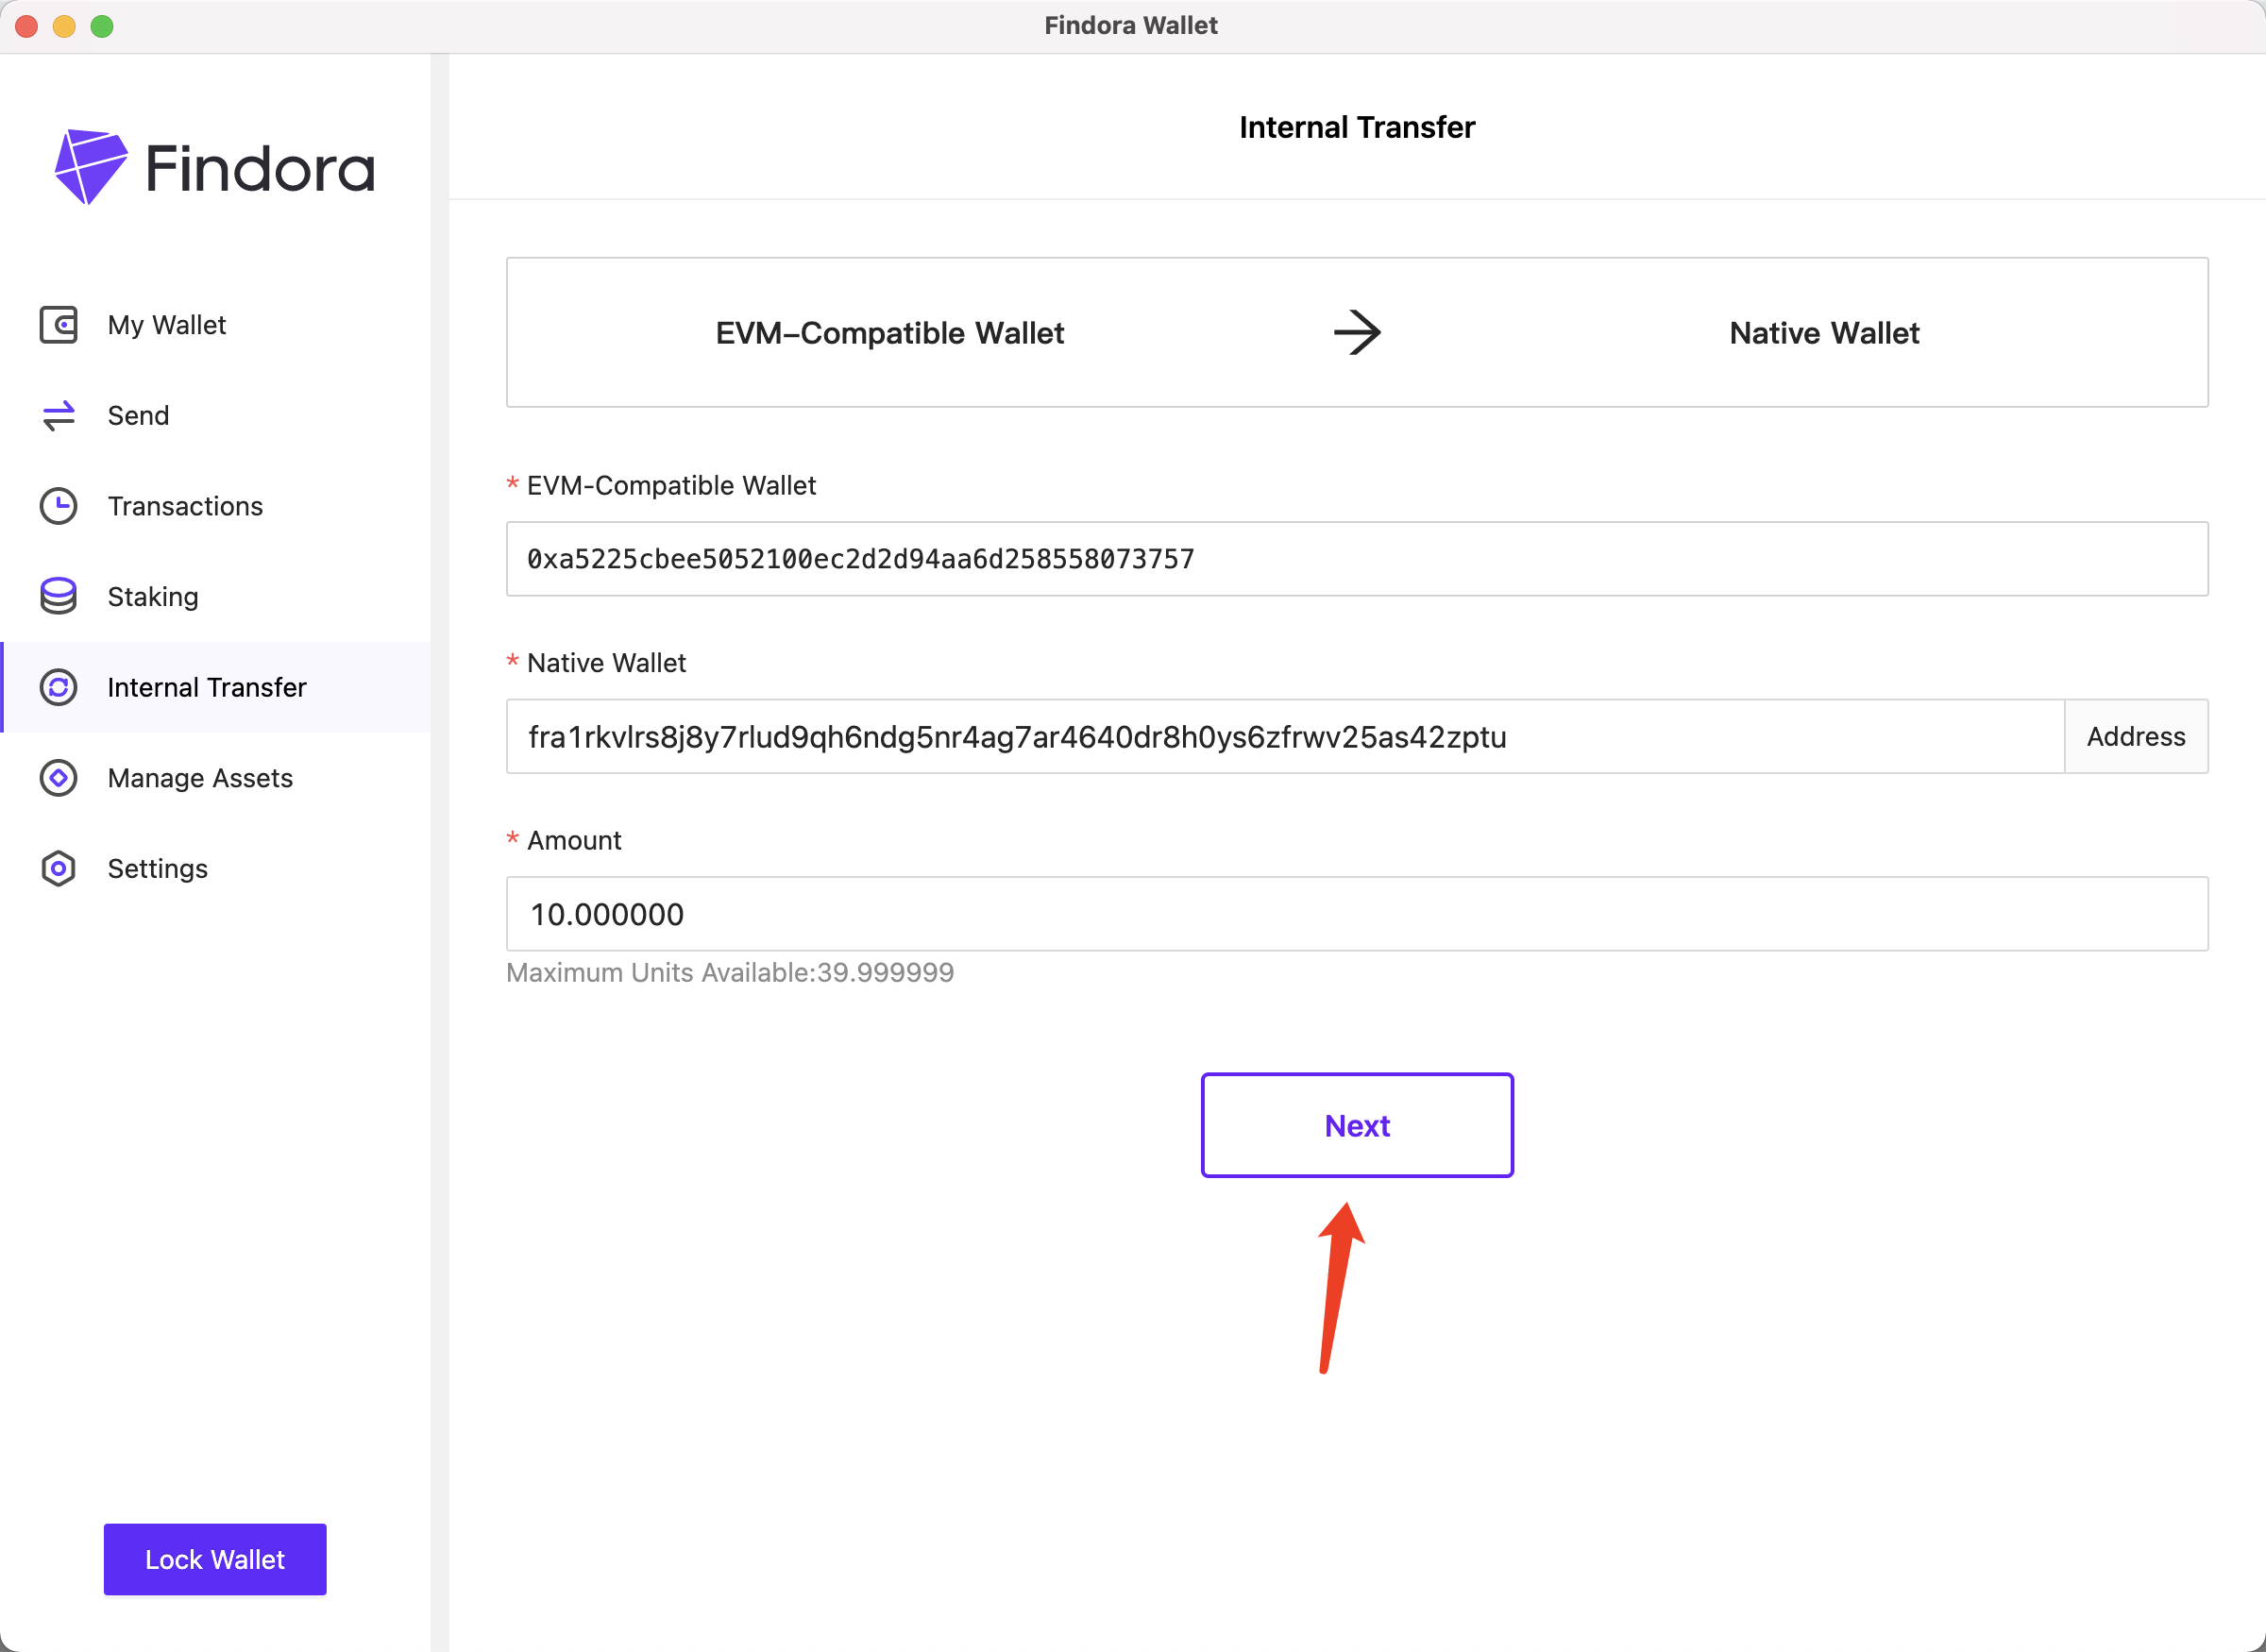 Findora Wallet
Findora
My Wallet
Send
Transactions
Staking
Internal Transfer
Manage Assets
Settings
Lock Wallet
Internal Transfer
EVM-Compatible Wallet → Native Wallet
* EVM-Compatible Wallet
0xa5225cbee5052100ec2d2d94aa6d258558073757
* Native Wallet
fra1rkvlrs8j8y7rlud9qh6ndg5nr4ag7ar4640dr8h0ys6zfrwv25as42zptu Address
* Amount
10.000000
Maximum Units Available:39.999999
Next